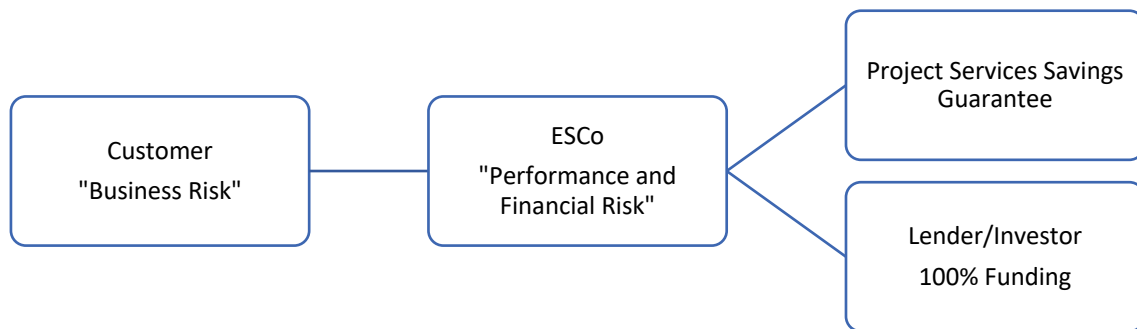 Customer
"Business Risk"
ESCo
"Performance and
Financial Risk"
Project Services Savings
Guarantee
Lender/Investor
100% Funding